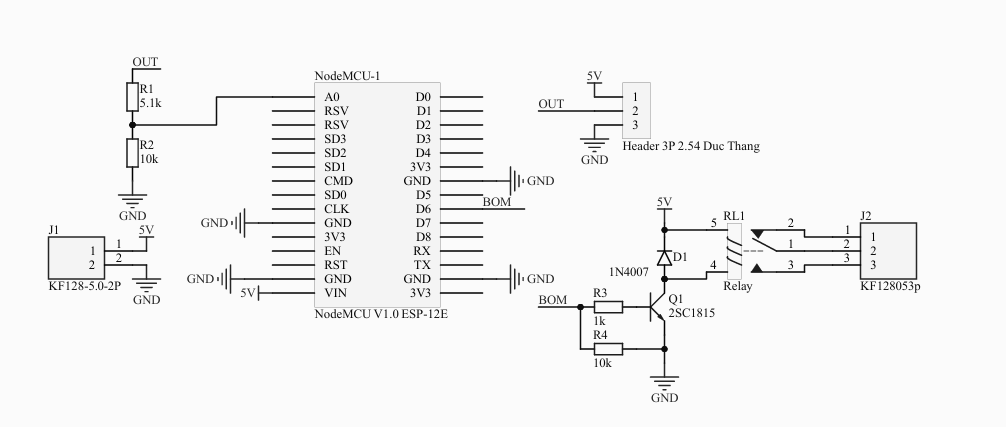 OUT
R1
5.1k
R2
10k
GND
J1
1
2
1
2
5V
GND
KF128-5.0-2P
NodeMCU-1
A0 D0
RSV D1
RSV D2
SD3 D3
SD2 D4
SD1 3V3
CMD GND
SD0 D5
CLK D6
GND D7
3V3 D8
EN RX
RST TX
GND GND
VIN 3V3
NodeMCU V1.0 ESP-12E
GND
GND
5V
GND
BOM
GND
5V
OUT
1
2
3
GND
Header 3P 2.54 Duc Thang
5V
D1
1N4007
BOM
R3
1k
R4
10k
Q1
2SC1815
GND
RL1
5
4
2
1
3
Relay
J2
1
2
3
1
2
3
KF128053p